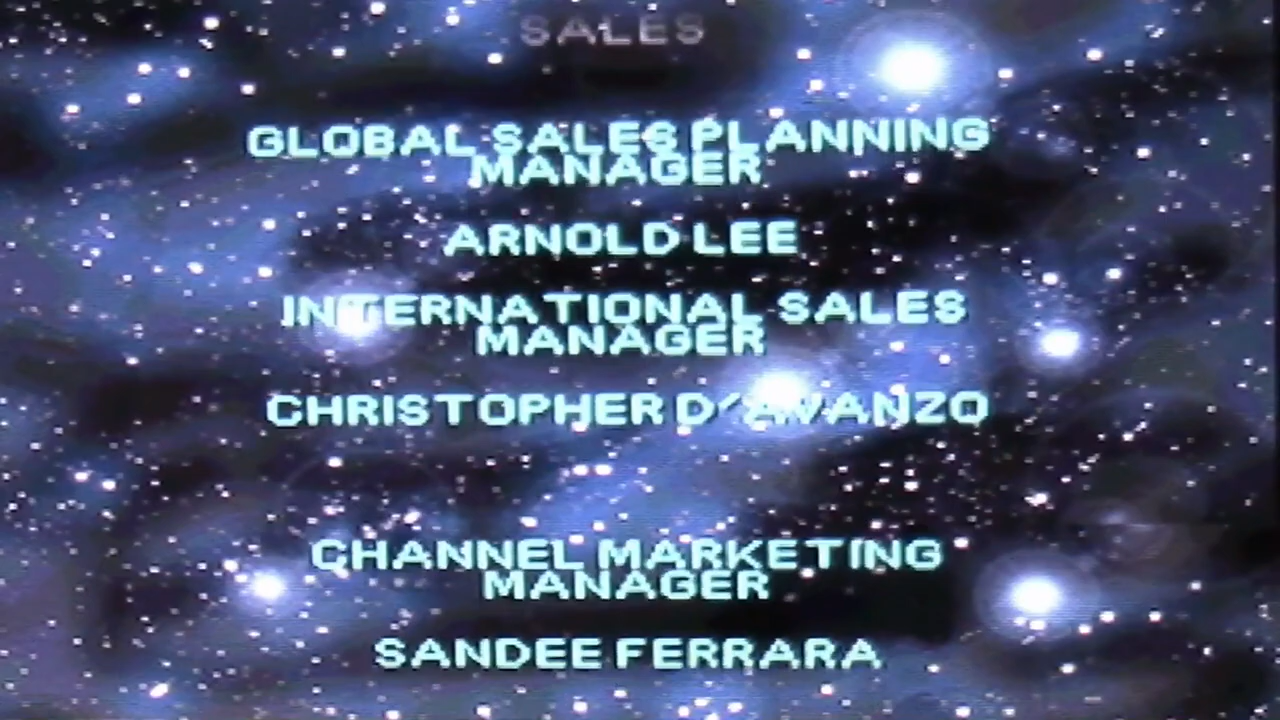 SALES
GLOBAL SALES PLANNING
MANAGER
ARNOLD LEE
INTERNATIONAL SALES
MANAGER
CHRISTOPHER D'AVANZO
CHANNEL MARKETING
MANAGER
SANDEE FERRARA